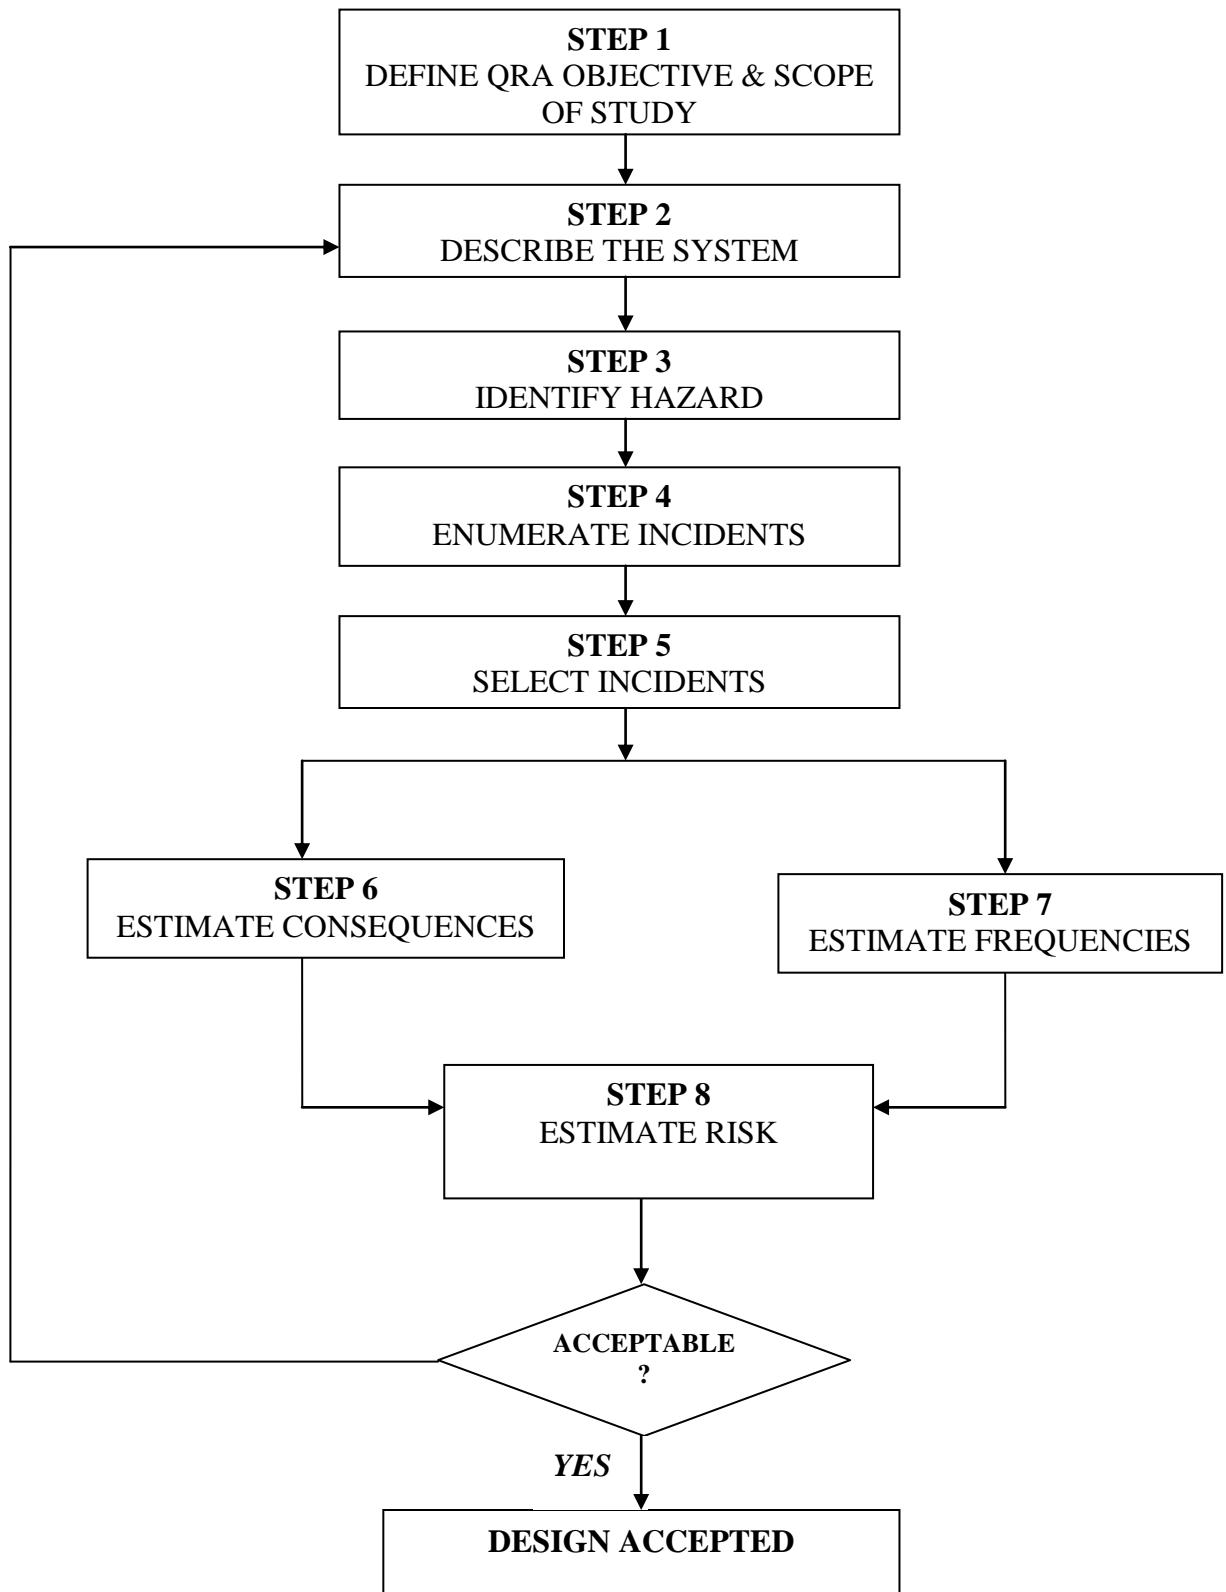 STEP 1
DEFINE QRA OBJECTIVE & SCOPE
OF STUDY
STEP 2
DESCRIBE THE SYSTEM
STEP 3
IDENTIFY HAZARD
STEP 4
ENUMERATE INCIDENTS
STEP 5
SELECT INCIDENTS
STEP 6
ESTIMATE CONSEQUENCES
STEP 7
ESTIMATE FREQUENCIES
STEP 8
ESTIMATE RISK
ACCEPTABLE
?
YES
DESIGN ACCEPTED